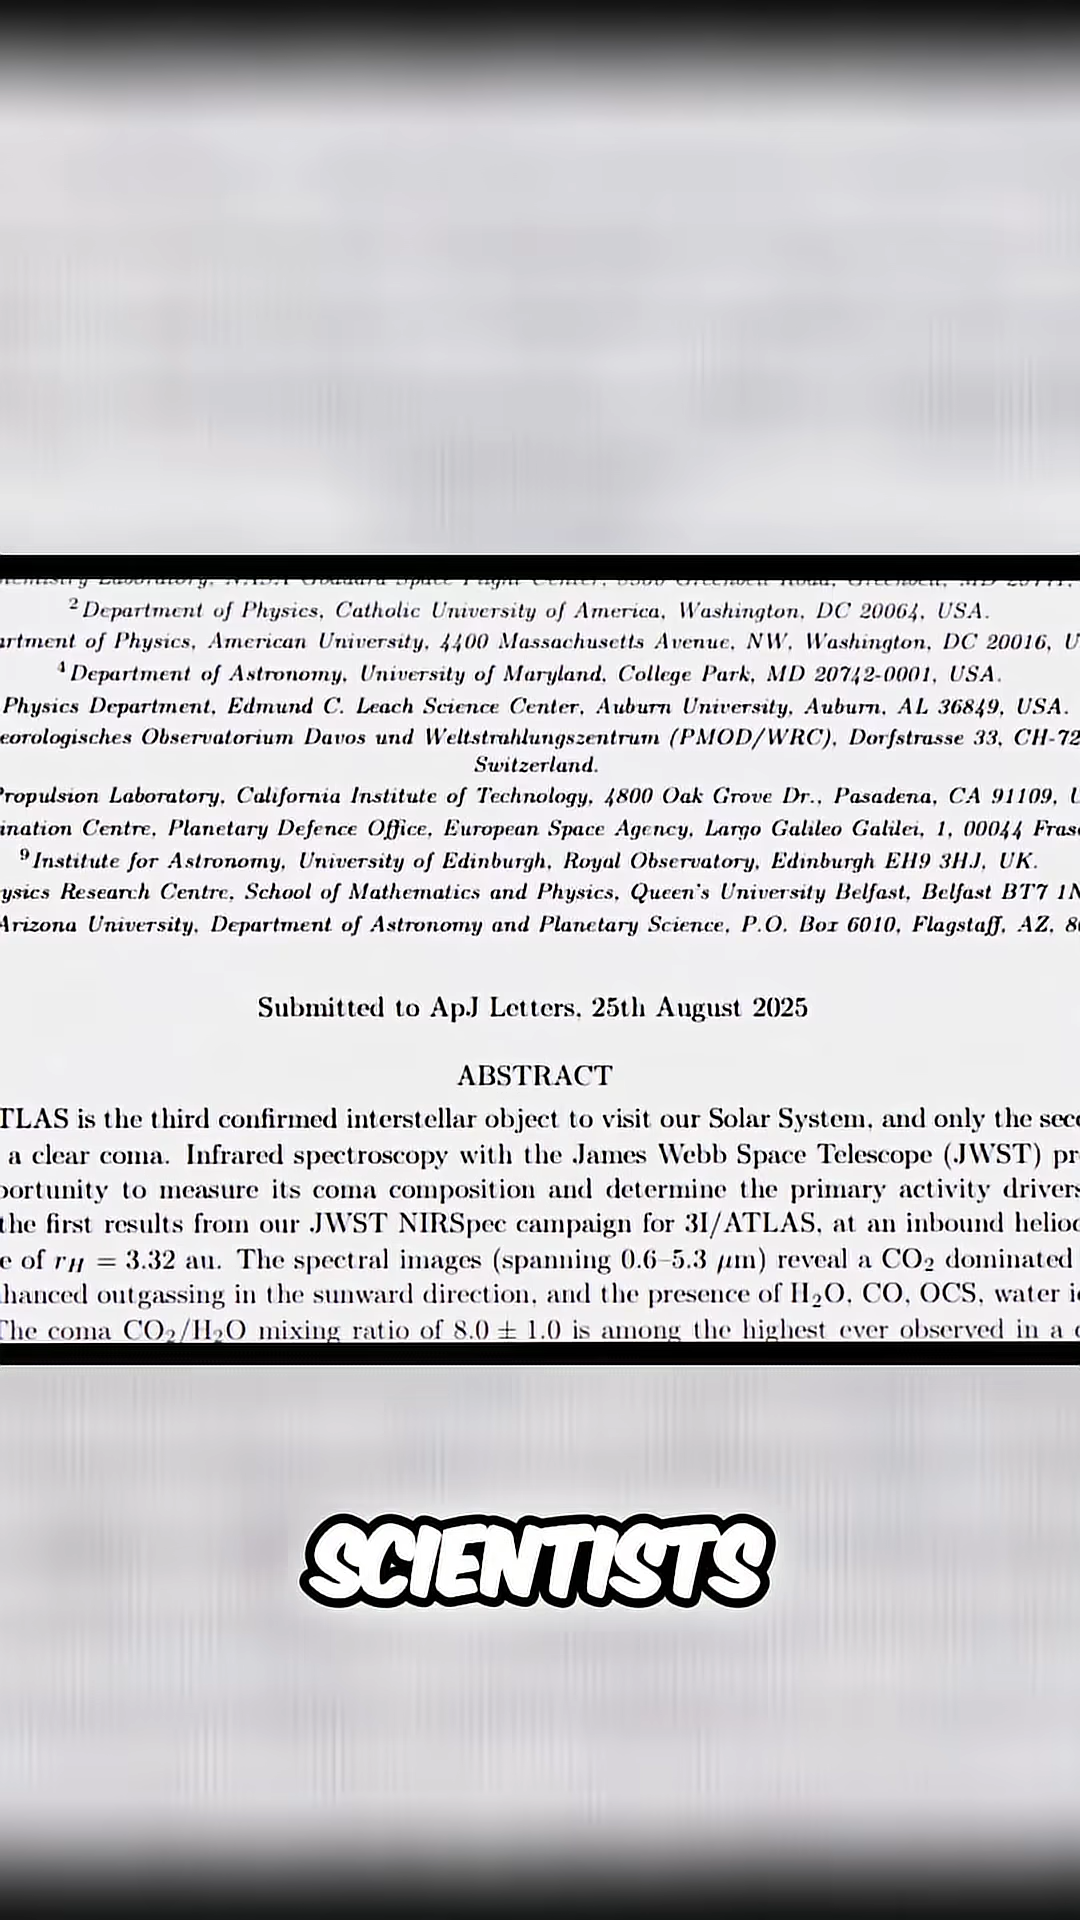 2 Department of Physics, Catholic University of America, Washington, DC 20064, USA.
artment of Physics, American University, 4400 Massachusetts Avenue, NW, Washington, DC 20016, U
4 Department of Astronomy, University of Maryland, College Park, MD 20742-0001, USA.
Physics Department, Edmund C. Leach Science Center, Auburn University, Auburn, AL 36849, USA.
eorologisches Observatorium Davos und Weltstrahlungszentrum (PMOD/WRC), Dorfstrasse 33, CH-72
Switzerland.
Propulsion Laboratory, California Institute of Technology, 4800 Oak Grove Dr., Pasadena, CA 91109, U
ination Centre, Planetary Defence Office, European Space Agency, Largo Galileo Galilei, 1, 00044 Fras
9 Institute for Astronomy, University of Edinburgh, Royal Observatory, Edinburgh EH9 3HJ, UK.
ysics Research Centre, School of Mathematics and Physics, Queen's University Belfast, Belfast BT7 1N
Arizona University, Department of Astronomy and Planetary Science, P.O. Box 6010, Flagstaff, AZ, 8
Submitted to ApJ Letters, 25th August 2025
ABSTRACT
TLAS is the third confirmed interstellar object to visit our Solar System, and only the seco
a clear coma. Infrared spectroscopy with the James Webb Space Telescope (JWST) pr
portunity to measure its coma composition and determine the primary activity drivers
the first results from our JWST NIRSpec campaign for 3I/ATLAS, at an inbound helioc
e of rH = 3.32 au. The spectral images (spanning 0.6–5.3 μm) reveal a CO₂ dominated
hanced outgassing in the sunward direction, and the presence of H₂O, CO, OCS, water i
The coma CO₂/H₂O mixing ratio of 8.0 ± 1.0 is among the highest ever observed in a c
SCIENTISTS